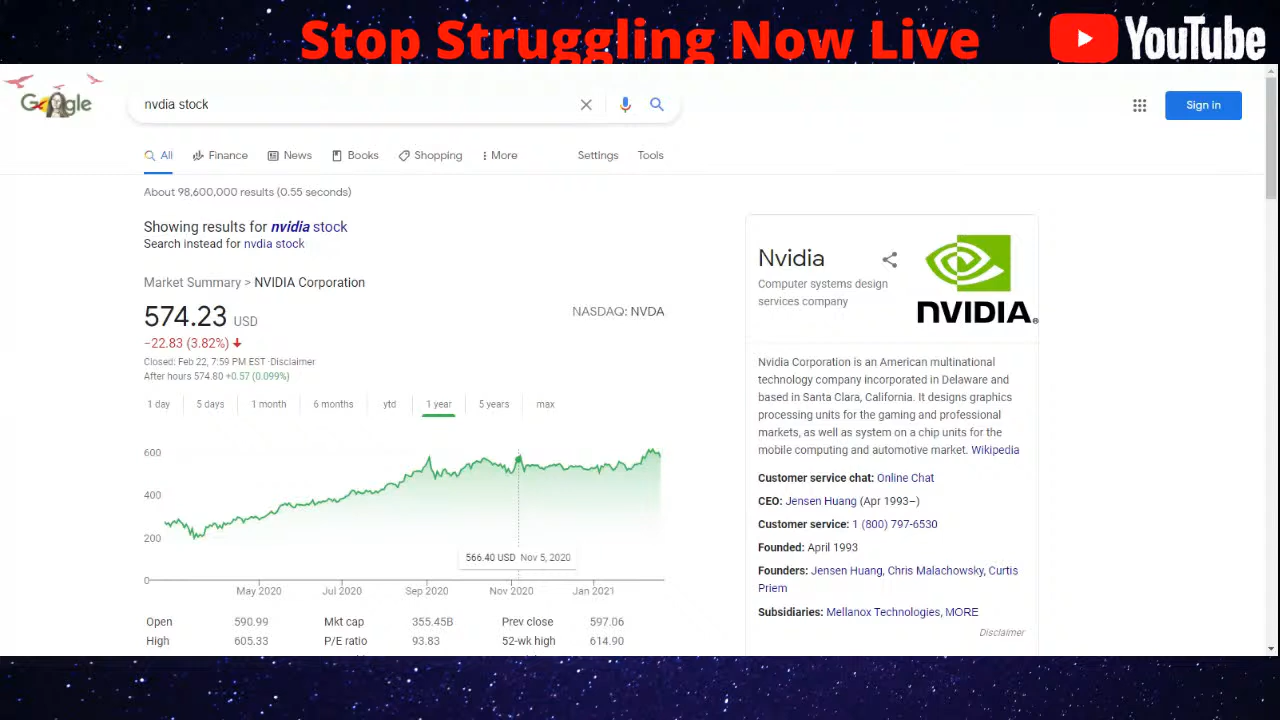 Stop Struggling Now Live
YouTube
Google
nvdia stock
Sign in
All
Finance
News
Books
Shopping
More
Settings
Tools
About 98,600,000 results (0.55 seconds)
Showing results for nvidia stock
Search instead for nvdia stock
Market Summary > NVIDIA Corporation
574.23 USD
NASDAQ: NVDA
−22.83 (3.82%)
Closed: Feb 22, 7:59 PM EST ·Disclaimer
After hours 574.80 +0.57 (0.099%)
1 day
5 days
1 month
6 months
ytd
1 year
5 years
max
600
400
200
0
566.40 USD Nov 5, 2020
May 2020
Jul 2020
Sep 2020
Nov 2020
Jan 2021
Open 590.99 Mkt cap 355.45B Prev close 597.06
High 605.33 P/E ratio 93.83 52-wk high 614.90
Nvidia
Computer systems design
services company
NVIDIA®
Nvidia Corporation is an American multinational
technology company incorporated in Delaware and
based in Santa Clara, California. It designs graphics
processing units for the gaming and professional
markets, as well as system on a chip units for the
mobile computing and automotive market. Wikipedia
Customer service chat: Online Chat
CEO: Jensen Huang (Apr 1993–)
Customer service: 1 (800) 797-6530
Founded: April 1993
Founders: Jensen Huang, Chris Malachowsky, Curtis
Priem
Subsidiaries: Mellanox Technologies, MORE
Disclaimer